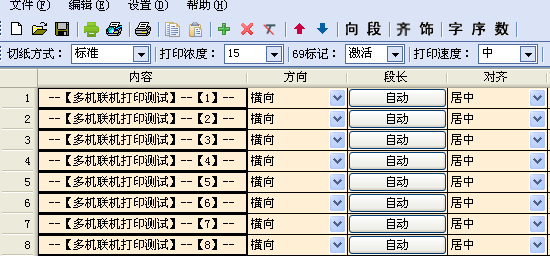 文件(F) 编辑(E) 设置(D) 帮助(H)
向 段 齐 饰 字 序 数
切纸方式: 标准 打印浓度: 15 69标记: 激活 打印速度: 中
内容 方向 段长 对齐
1 --【多机联机打印测试】--【1】-- 横向 自动 居中
2 --【多机联机打印测试】--【2】-- 横向 自动 居中
3 --【多机联机打印测试】--【3】-- 横向 自动 居中
4 --【多机联机打印测试】--【4】-- 横向 自动 居中
5 --【多机联机打印测试】--【5】-- 横向 自动 居中
6 --【多机联机打印测试】--【6】-- 横向 自动 居中
7 --【多机联机打印测试】--【7】-- 横向 自动 居中
8 --【多机联机打印测试】--【8】-- 横向 自动 居中